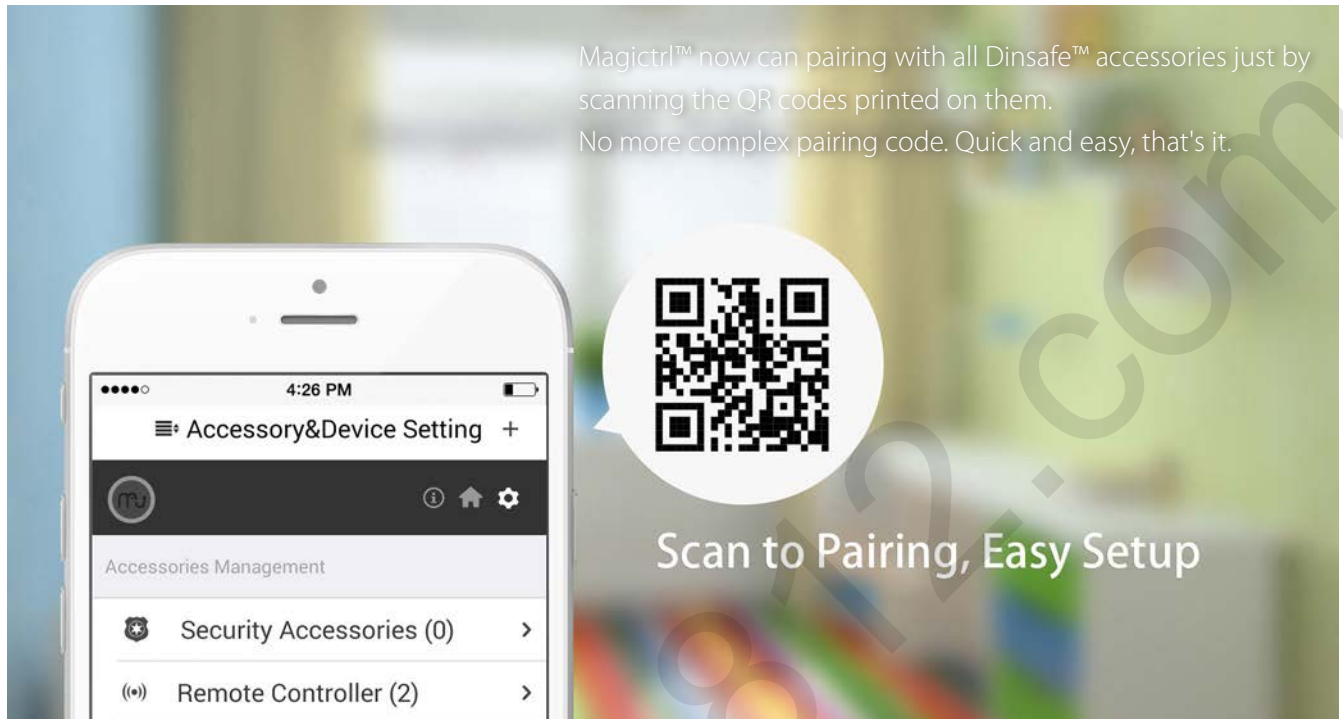 Magictrl™ now can pairing with all Dinsafe™ accessories just by
scanning the QR codes printed on them.
No more complex pairing code. Quick and easy, that's it.
4:26 PM
Accessory&Device Setting +
Accessories Management
Security Accessories (0)
Remote Controller (2)
Scan to Pairing, Easy Setup
812.com